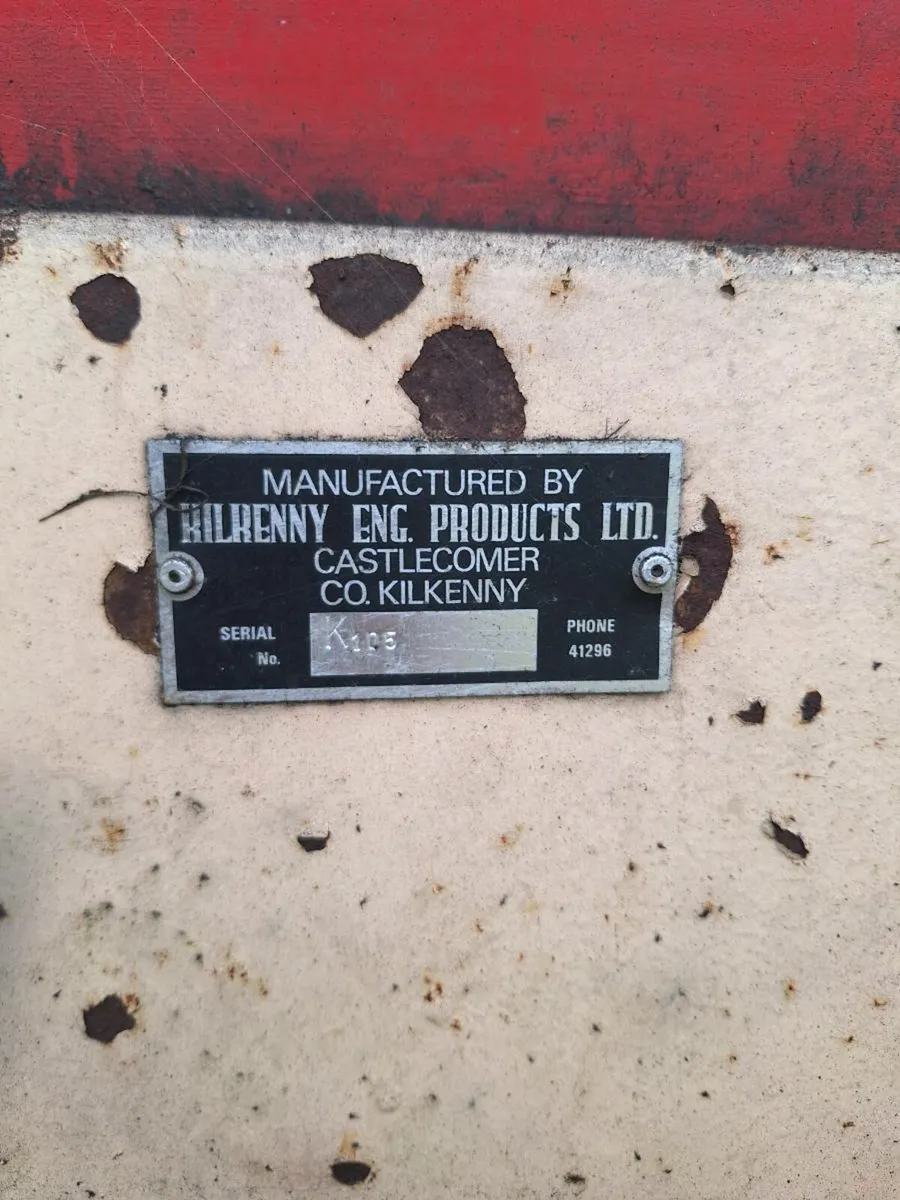 MANUFACTURED BY
KILKENNY ENG. PRODUCTS LTD.
CASTLECOMER
CO. KILKENNY
SERIAL No. K105
PHONE 41296